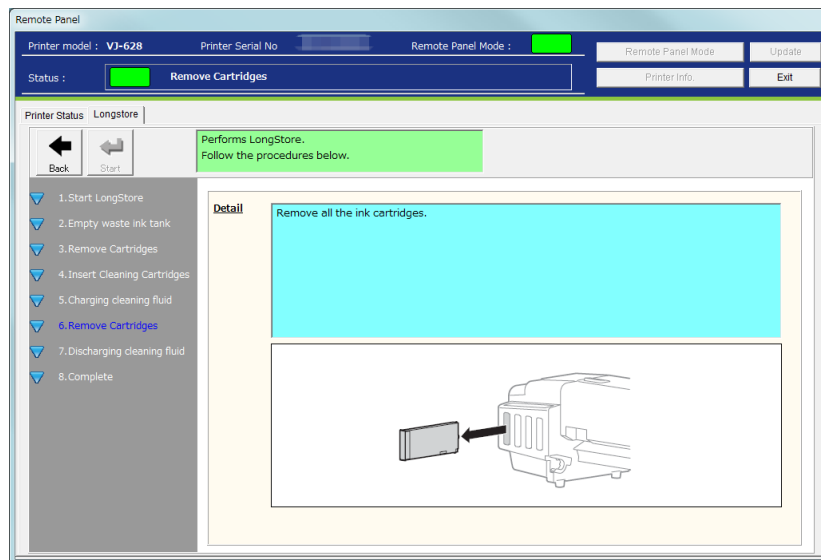 Remote Panel
Printer model : VJ-628 Printer Serial No Remote Panel Mode : Remote Panel Mode Update
Status : Remove Cartridges Printer Info. Exit
Printer Status Longstore
Back Start
Performs LongStore.
Follow the procedures below.
1.Start LongStore
2.Empty waste ink tank
3.Remove Cartridges
4.Insert Cleaning Cartridges
5.Charging cleaning fluid
6.Remove Cartridges
7.Discharging cleaning fluid
8.Complete
Detail
Remove all the ink cartridges.